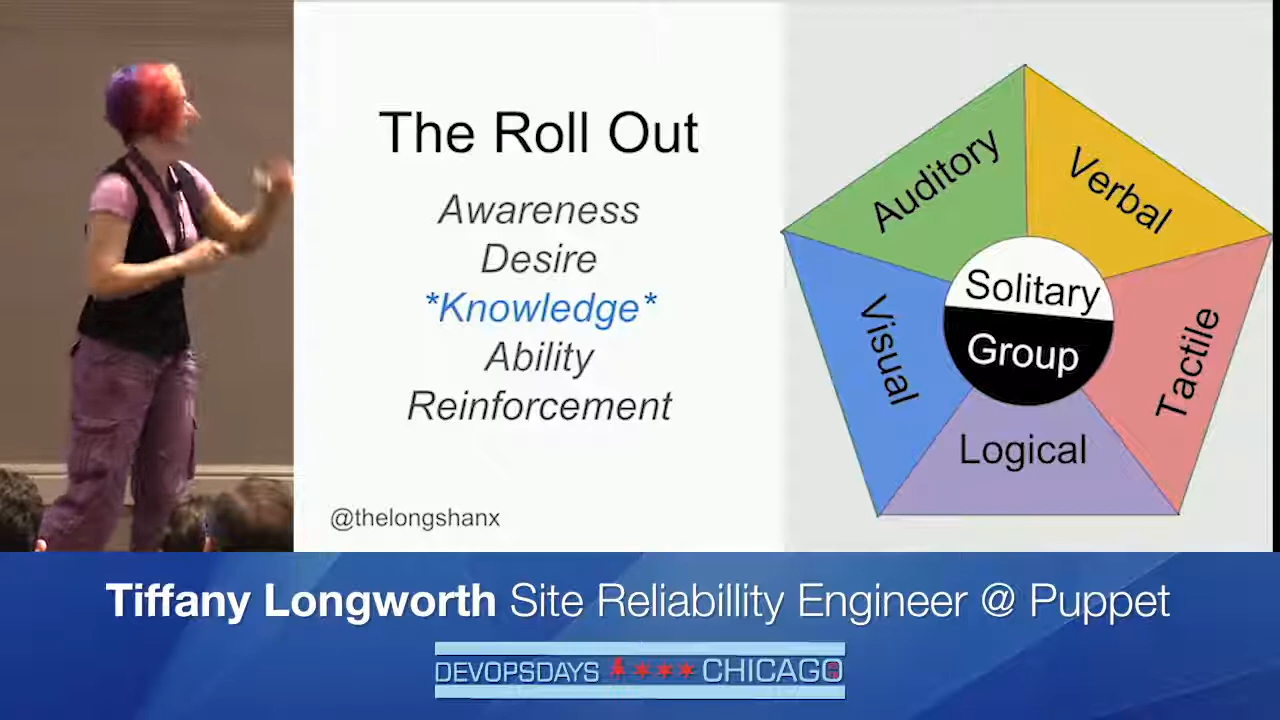 The Roll Out
Awareness
Desire
*Knowledge*
Ability
Reinforcement
@thelongshanx
Auditory
Verbal
Visual
Solitary
Group
Tactile
Logical
Tiffany Longworth Site Reliabillity Engineer @ Puppet
DEVOPSDAYS CHICAGO